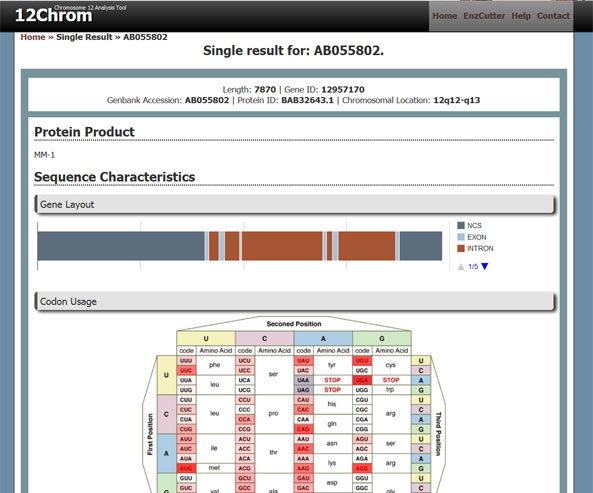 12Chrom Chromosome 12 Analysis Tool
Home EnzCutter Help Contact
Home » Single Result » AB055802
Single result for: AB055802.
Length: 7870 | Gene ID: 12957170
Genbank Accession: AB055802 | Protein ID: BAB32643.1 | Chromosomal Location: 12q12-q13
Protein Product
MM-1
Sequence Characteristics
Gene Layout
NCS
EXON
INTRON
1/5
Codon Usage
Second Position
U C A G
code Amino Acid code Amino Acid code Amino Acid code Amino Acid
First Position
Third Position
U
UUU phe UCU ser UAU tyr UGU cys U
UUC UCC UAC UGC C
UUA leu UCA UAA STOP UGA STOP A
UUG UCG UAG STOP UGG trp G
C
CUU leu CCU pro CAU his CGU arg U
CUC CCC CAC CGC C
CUA CCA CAA gln CGA A
CUG CCG CAG CGG G
A
AUU ile ACU thr AAU asn AGU ser U
AUC ACC AAC AGC C
AUA ACA AAA lys AGA arg A
AUG met ACG AAG AGG G
GUU GCU GAU asp GGU U
GUC val GCC ala GAC GGC gly C